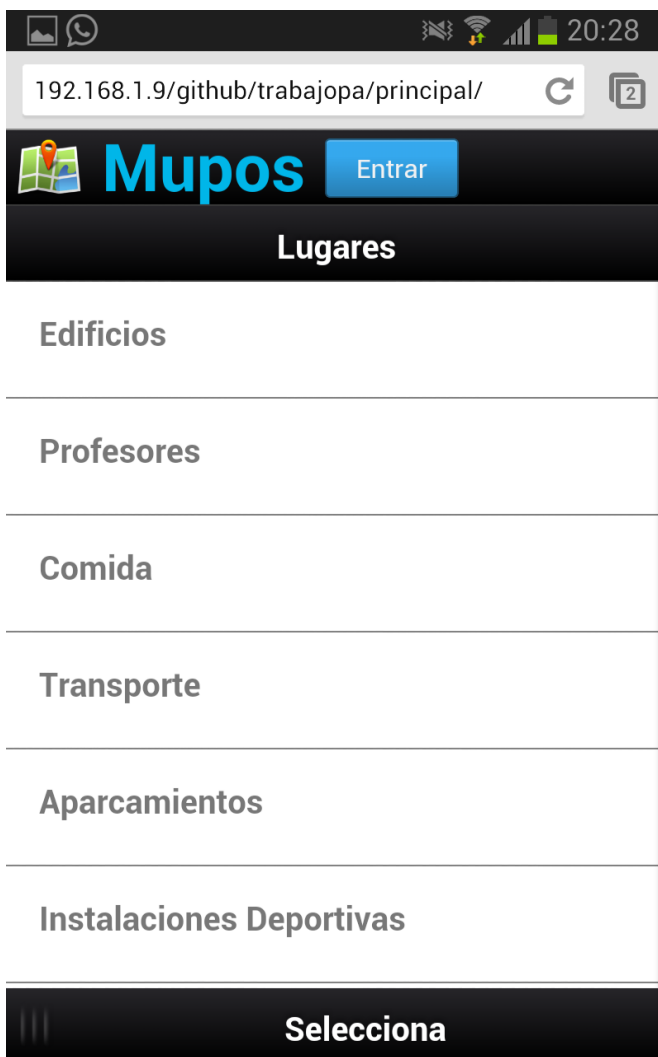 20:28
192.168.1.9/github/trabajopa/principal/ 2
Mupos Entrar
Lugares
Edificios
Profesores
Comida
Transporte
Aparcamientos
Instalaciones Deportivas
Selecciona